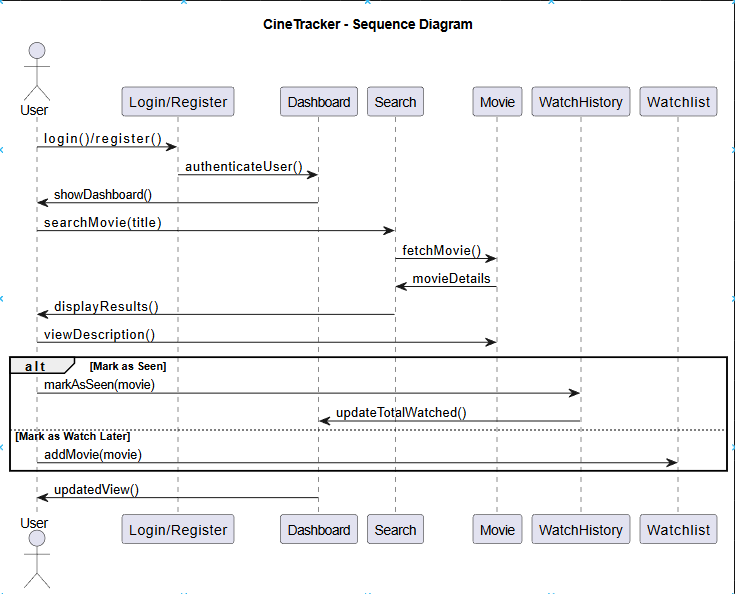 CineTracker - Sequence Diagram
User
Login/Register
Dashboard
Search
Movie
WatchHistory
Watchlist
login()/register()
authenticateUser()
showDashboard()
searchMovie(title)
fetchMovie()
movieDetails
displayResults()
viewDescription()
alt
[Mark as Seen]
markAsSeen(movie)
updateTotalWatched()
[Mark as Watch Later]
addMovie(movie)
updatedView()
User
Login/Register
Dashboard
Search
Movie
WatchHistory
Watchlist